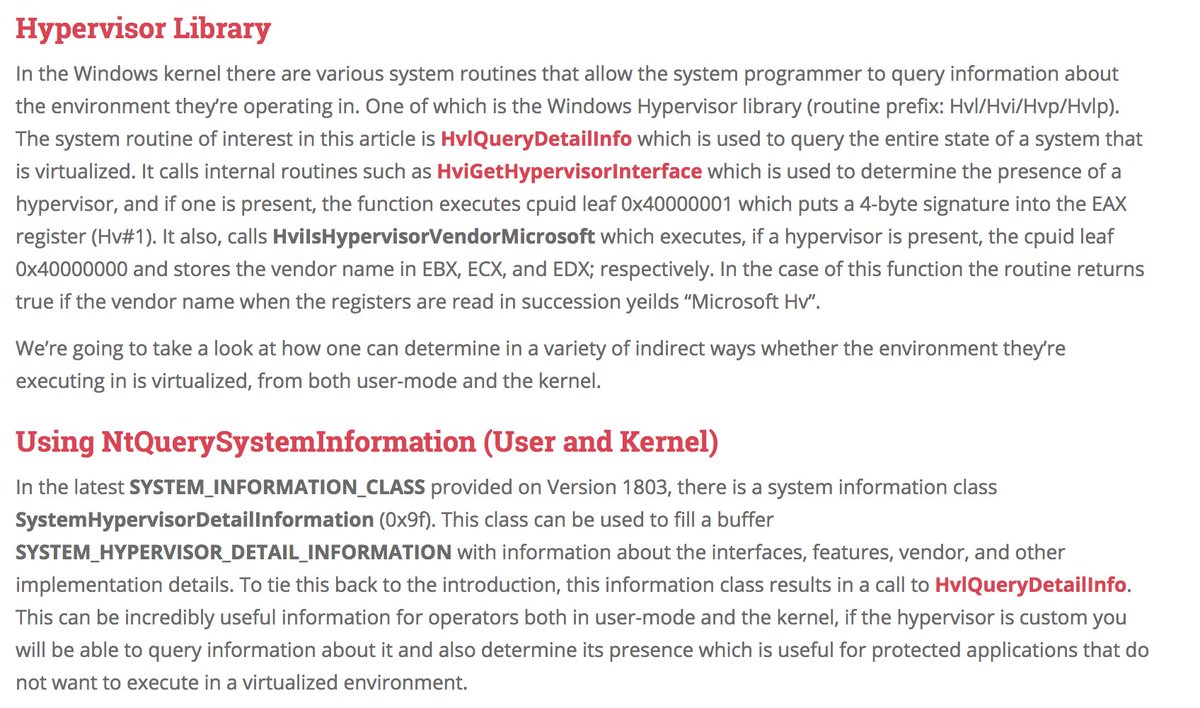 Hypervisor Library
In the Windows kernel there are various system routines that allow the system programmer to query information about
the environment they’re operating in. One of which is the Windows Hypervisor library (routine prefix: Hvl/Hvi/Hvp/Hvlp).
The system routine of interest in this article is HvlQueryDetailInfo which is used to query the entire state of a system that
is virtualized. It calls internal routines such as HviGetHypervisorInterface which is used to determine the presence of a
hypervisor, and if one is present, the function executes cpuid leaf 0x40000001 which puts a 4-byte signature into the EAX
register (Hv#1). It also, calls HviIsHypervisorVendorMicrosoft which executes, if a hypervisor is present, the cpuid leaf
0x40000000 and stores the vendor name in EBX, ECX, and EDX; respectively. In the case of this function the routine returns
true if the vendor name when the registers are read in succession yeilds “Microsoft Hv”.
We’re going to take a look at how one can determine in a variety of indirect ways whether the environment they’re
executing in is virtualized, from both user-mode and the kernel.
Using NtQuerySystemInformation (User and Kernel)
In the latest SYSTEM_INFORMATION_CLASS provided on Version 1803, there is a system information class
SystemHypervisorDetailInformation (0x9f). This class can be used to fill a buffer
SYSTEM_HYPERVISOR_DETAIL_INFORMATION with information about the interfaces, features, vendor, and other
implementation details. To tie this back to the introduction, this information class results in a call to HvlQueryDetailInfo.
This can be incredibly useful information for operators both in user-mode and the kernel, if the hypervisor is custom you
will be able to query information about it and also determine its presence which is useful for protected applications that do
not want to execute in a virtualized environment.